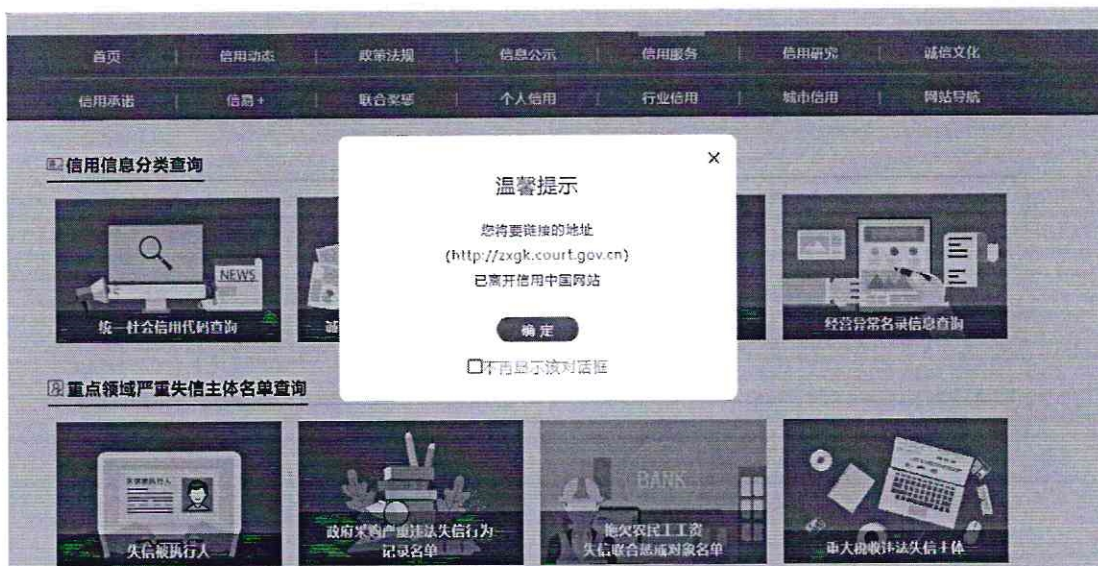 首页 信用动态 政策法规 信息公示 信用服务 信用研究 诚信文化
信用承诺 信易+ 联合奖惩 个人信用 行业信用 城市信用 网站导航
信用信息分类查询
温馨提示
您将要链接的地址
(http://zxgk.court.gov.cn)
已离开信用中国网站
确定
不再显示该对话框
NEWS
统一社会信用代码查询
诚
经营异常名录信息查询
重点领域严重失信主体名单查询
失信被执行人
BANK
失信被执行人
政府采购严重违法失信行为
记录名单
拖欠农民工工资
失信联合惩戒对象名单
重大税收违法失信主体